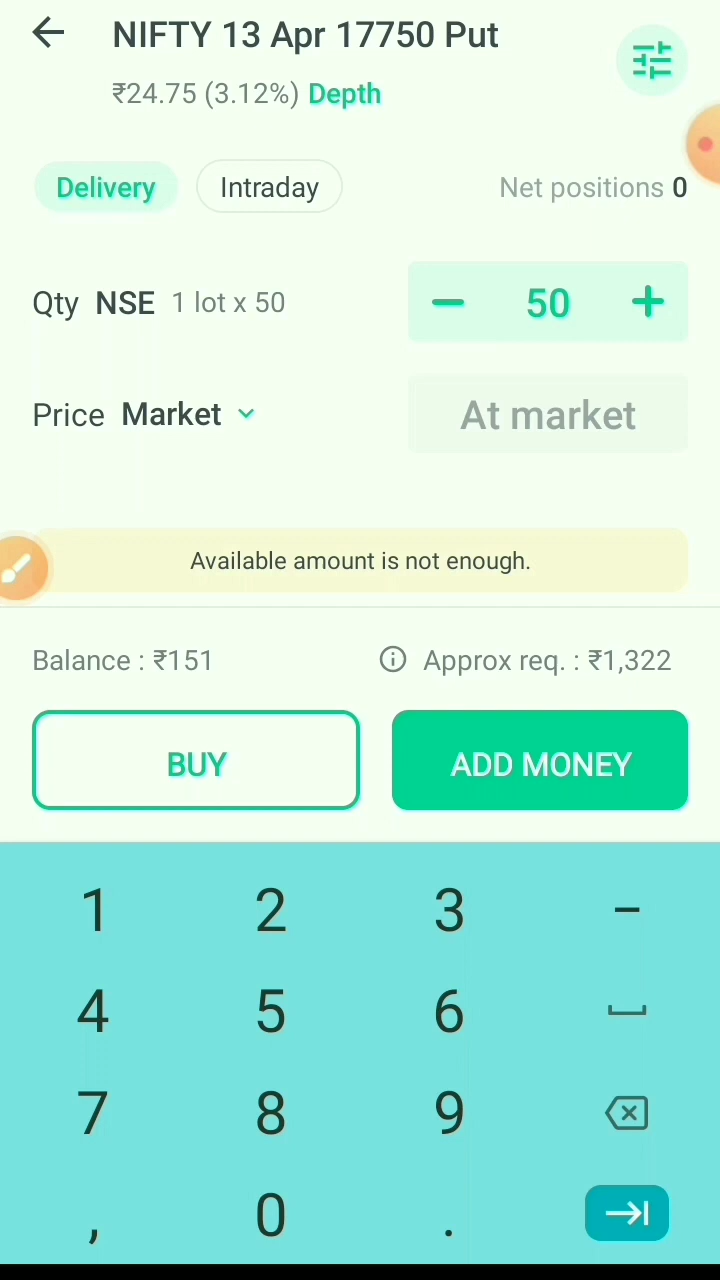 NIFTY 13 Apr 17750 Put
₹24.75 (3.12%) Depth
Delivery Intraday Net positions 0
Qty NSE 1 lot x 50 − 50 +
Price Market At market
Available amount is not enough.
Balance : ₹151 Approx req. : ₹1,322
BUY ADD MONEY
1 2 3 –
4 5 6
7 8 9
, 0 .